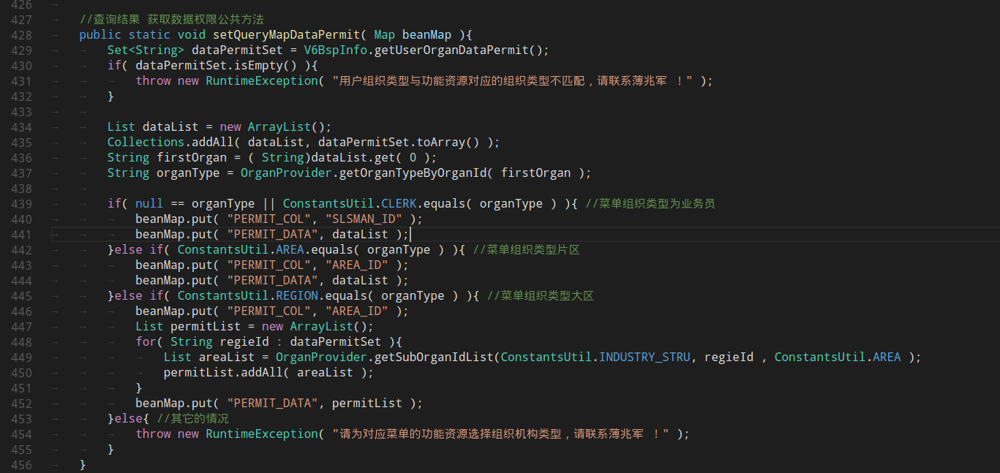 426
427 //查询结果 获取数据权限公共方法
428 public static void setQueryMapDataPermit( Map beanMap ){
429 Set<String> dataPermitSet = V6BspInfo.getUserOrganDataPermit();
430 if( dataPermitSet.isEmpty() ){
431 throw new RuntimeException( "用户组织类型与功能资源对应的组织类型不匹配，请联系薄兆军 ！" );
432 }
433
434 List dataList = new ArrayList();
435 Collections.addAll( dataList, dataPermitSet.toArray() );
436 String firstOrgan = ( String)dataList.get( 0 );
437 String organType = OrganProvider.getOrganTypeByOrganId( firstOrgan );
438
439 if( null == organType || ConstantsUtil.CLERK.equals( organType ) ){ //菜单组织类型为业务员
440 beanMap.put( "PERMIT_COL", "SLSMAN_ID" );
441 beanMap.put( "PERMIT_DATA", dataList );
442 }else if( ConstantsUtil.AREA.equals( organType ) ){ //菜单组织类型片区
443 beanMap.put( "PERMIT_COL", "AREA_ID" );
444 beanMap.put( "PERMIT_DATA", dataList );
445 }else if( ConstantsUtil.REGION.equals( organType ) ){ //菜单组织类型大区
446 beanMap.put( "PERMIT_COL", "AREA_ID" );
447 List permitList = new ArrayList();
448 for( String regieId : dataPermitSet ){
449 List areaList = OrganProvider.getSubOrganIdList(ConstantsUtil.INDUSTRY_STRU, regieId , ConstantsUtil.AREA );
450 permitList.addAll( areaList );
451 }
452 beanMap.put( "PERMIT_DATA", permitList );
453 }else{ //其它的情况
454 throw new RuntimeException( "请为对应菜单的功能资源选择组织机构类型，请联系薄兆军 ！" );
455 }
456 }